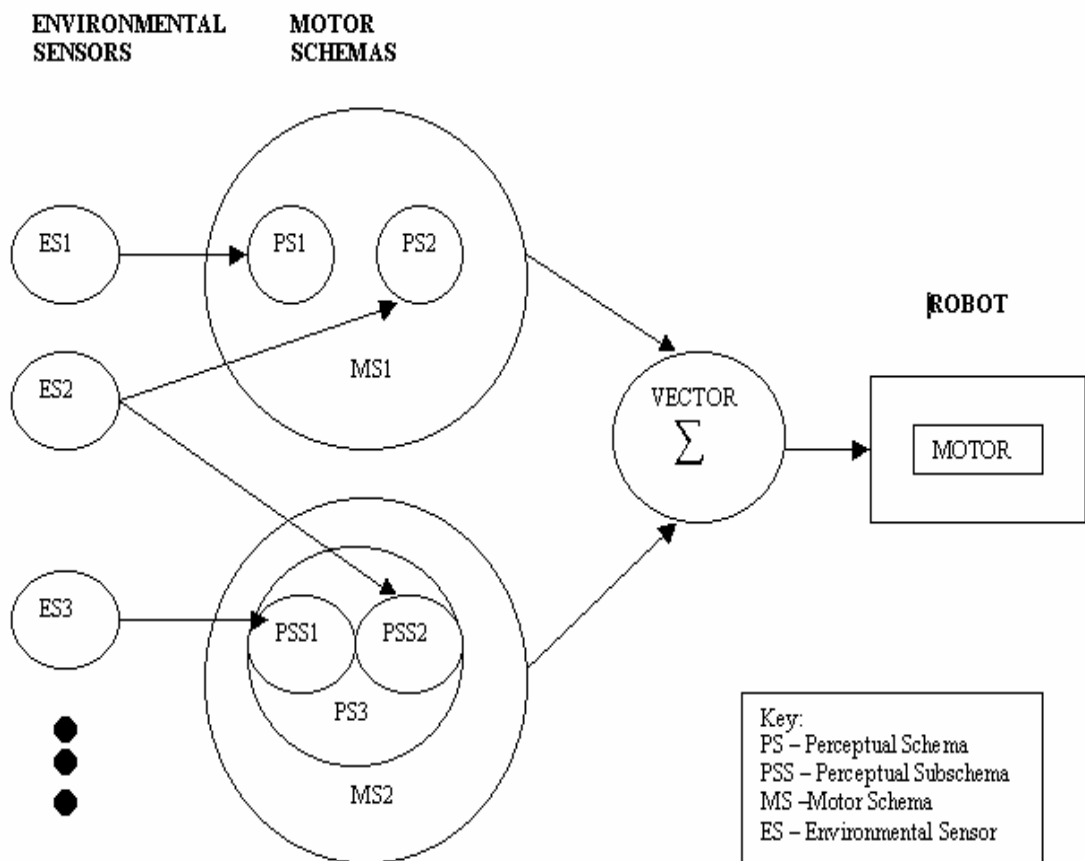 ENVIRONMENTAL
SENSORS
MOTOR
SCHEMAS
ES1
PS1
PS2
MS1
ES2
ROBOT
VECTOR
Σ
MOTOR
ES3
PSS1
PSS2
PS3
MS2
Key:
PS – Perceptual Schema
PSS – Perceptual Subschema
MS –Motor Schema
ES – Environmental Sensor